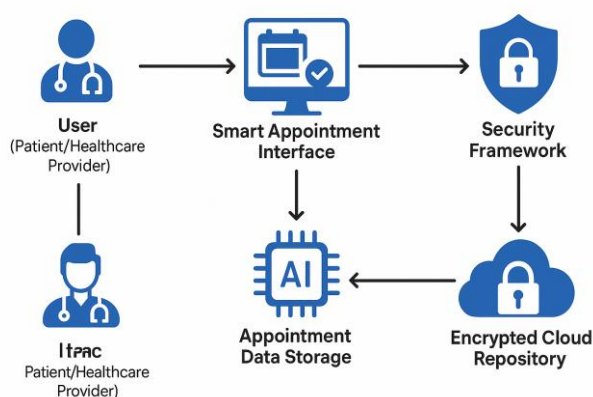 User
(Patient/Healthcare
Provider)
Smart Appointment
Interface
Security
Framework
AI
Appointment
Data Storage
Encrypted Cloud
Repository
Patient/Healthcare
Provider)